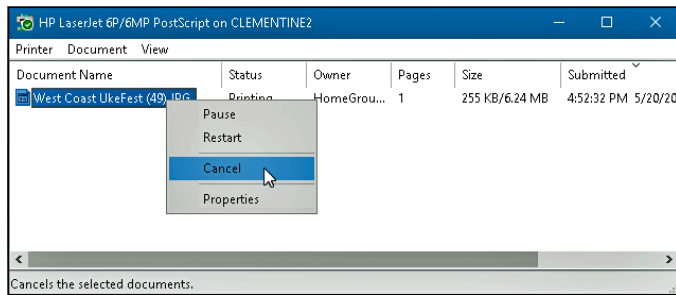 HP LaserJet 6P/6MP PostScript on CLEMENTINE2
Printer Document View
Document Name Status Owner Pages Size Submitted
West Coast UkeFest (49).JPG Printing HomeGrou... 1 255 KB/6.24 MB 4:52:32 PM 5/20/20
Pause
Restart
Cancel
Properties
Cancels the selected documents.